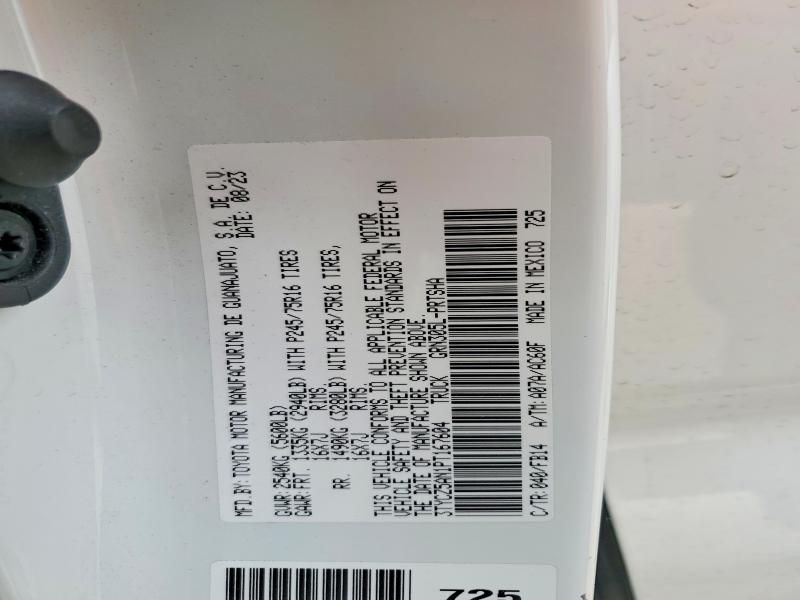 MFD.BY: TOYOTA MOTOR MANUFACTURING DE GUANAJUATO, S.A. DE C.V.
DATE: 08/23
GVWR: 2540KG (5600LB)
GAWR: FRT. 1335KG (2940LB) WITH P245/75R16 TIRES,
16X7J RIMS.
RR. 1490KG (3280LB) WITH P245/75R16 TIRES,
16X7J RIMS.
THIS VEHICLE CONFORMS TO ALL APPLICABLE FEDERAL MOTOR
VEHICLE SAFETY AND THEFT PREVENTION STANDARDS IN EFFECT ON
THE DATE OF MANUFACTURE SHOWN ABOVE.
3TYCZ5AN1PT167604 TRUCK GRN305L-PRTSHA
C/TR: 040/FB14 A/TM: A07A/AC60F MADE IN MEXICO 725
725